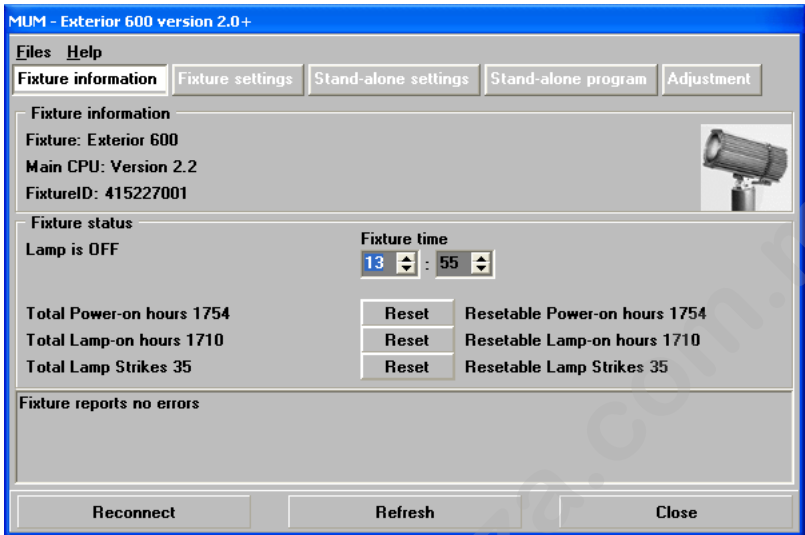 MUM - Exterior 600 version 2.0+
Files Help
Fixture information Fixture settings Stand-alone settings Stand-alone program Adjustment
Fixture information
Fixture: Exterior 600
Main CPU: Version 2.2
FixtureID: 415227001
Fixture status
Lamp is OFF
Fixture time
13 : 55
Total Power-on hours 1754 Reset Resetable Power-on hours 1754
Total Lamp-on hours 1710 Reset Resetable Lamp-on hours 1710
Total Lamp Strikes 35 Reset Resetable Lamp Strikes 35
Fixture reports no errors
Reconnect Refresh Close